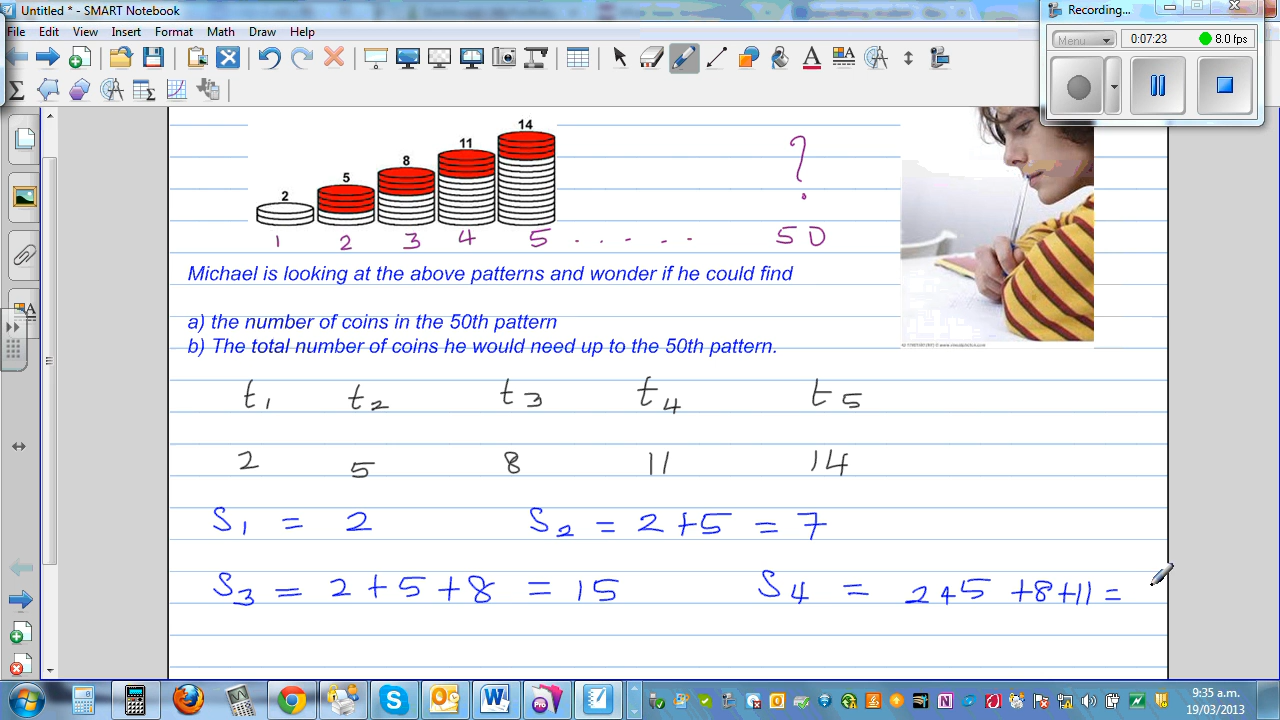 Untitled * - SMART Notebook
Recording...
File Edit View Insert Format Math Draw Help
Menu 0:07:23 8.0 fps
14
11
8
5
2
?
1 2 3 4 5 ...... 50
Michael is looking at the above patterns and wonder if he could find
a) the number of coins in the 50th pattern
b) The total number of coins he would need up to the 50th pattern.
t1 t2 t3 t4 t5
2 5 8 11 14
S1 = 2 S2 = 2+5 = 7
S3 = 2+5+8 = 15 S4 = 2+5+8+11 =
9:35 a.m.
19/03/2013